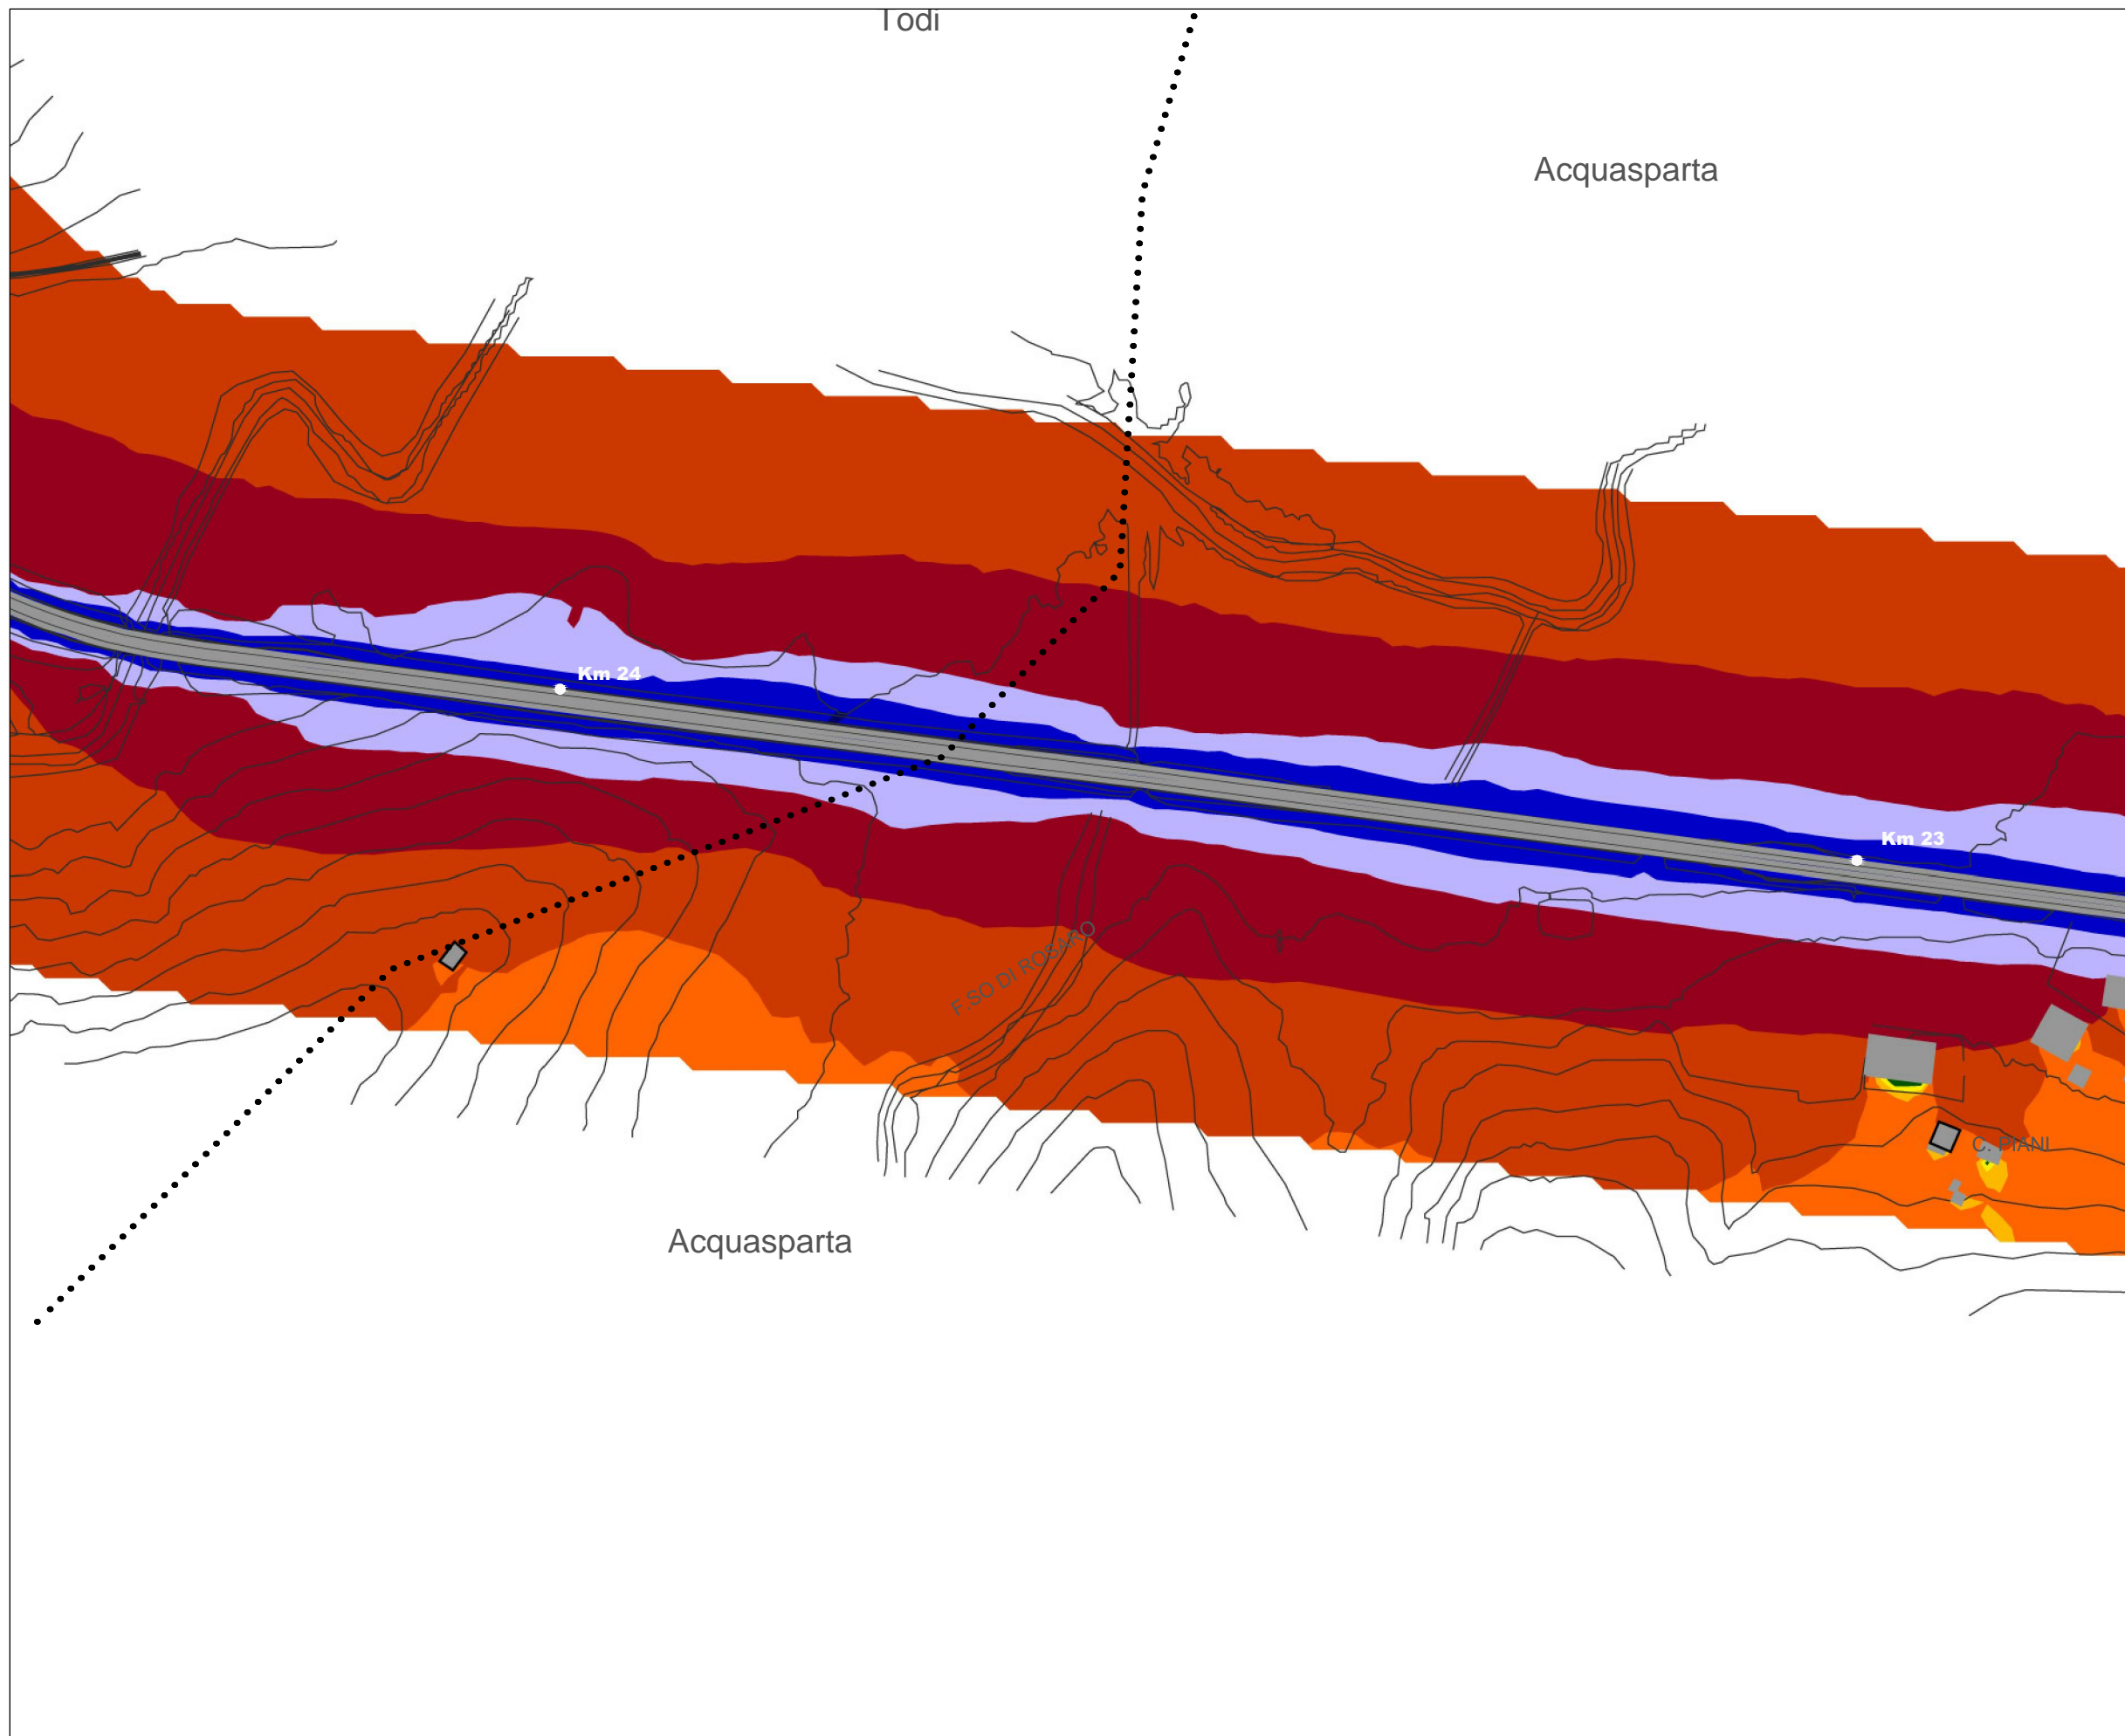 Todi
Acquasparta
Km 24
Km 23
F.SO DI ROSARO
C. PIANI
Acquasparta